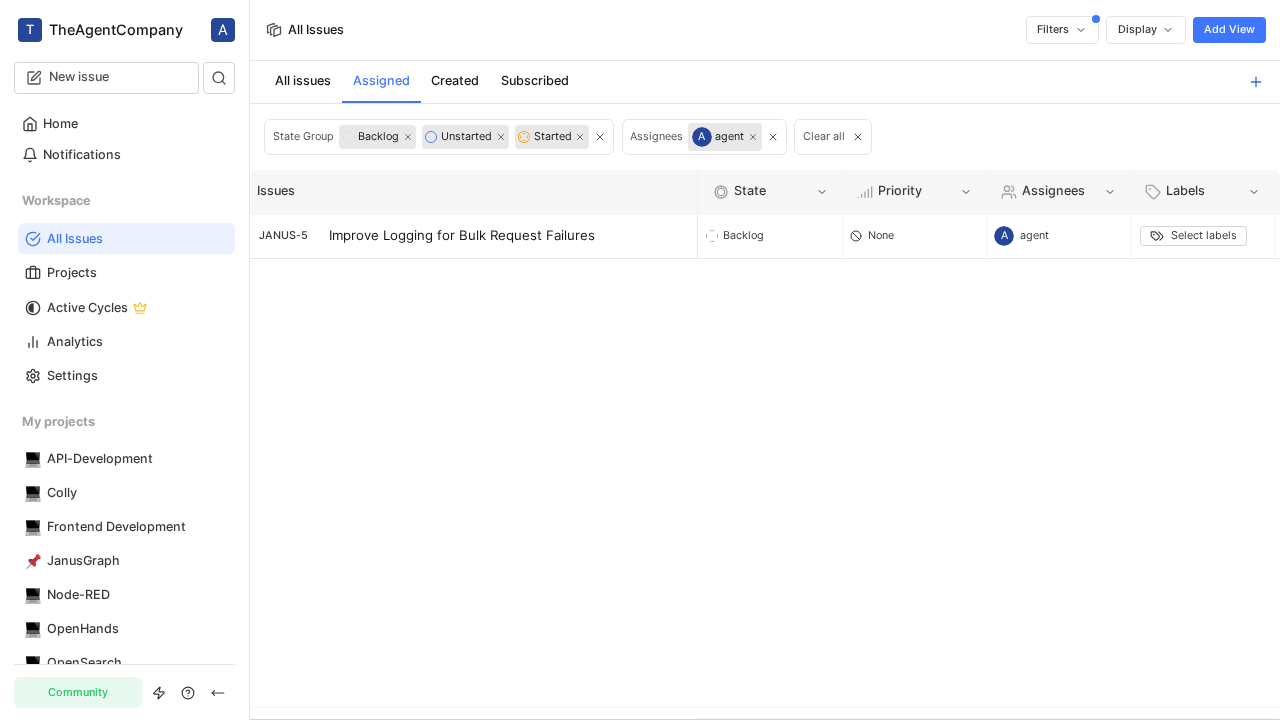 T TheAgentCompany A
New issue
Home
Notifications
Workspace
All Issues
Projects
Active Cycles
Analytics
Settings
My projects
API-Development
Colly
Frontend Development
JanusGraph
Node-RED
OpenHands
OpenSearch
Community
All Issues
Filters
Display
Add View
All issues
Assigned
Created
Subscribed
State Group Backlog Unstarted Started
Assignees A agent
Clear all
Issues State Priority Assignees Labels
JANUS-5 Improve Logging for Bulk Request Failures Backlog None A agent Select labels